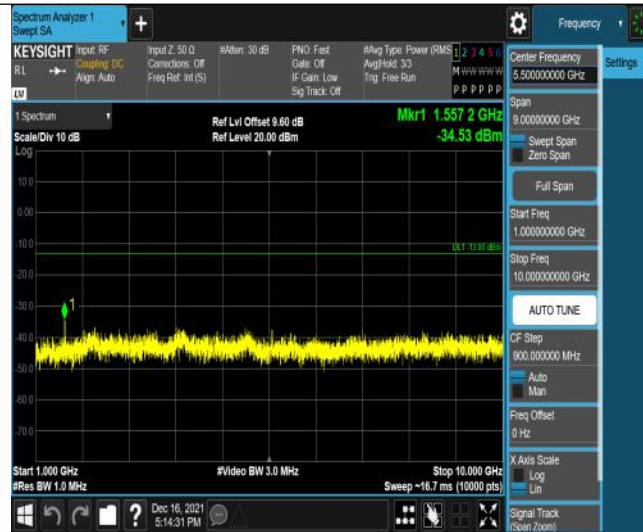 Spectrum Analyzer 1
Swept SA
+
Frequency
KEYSIGHT
RL
LXI
Input: RF
Coupling: DC
Align: Auto
Input Z: 50 Ω
Corrections: Off
Freq Ref: Int (S)
#Atten: 30 dB
PNO: Fast
Gate: Off
IF Gain: Low
Sig Track: Off
#Avg Type: Power (RMS
Avg|Hold: 3/3
Trig: Free Run
1 2 3 4 5 6
M W W W W W
P P P P P P
1 Spectrum
Scale/Div 10 dB
Log
Ref Lvl Offset 9.60 dB
Ref Level 20.00 dBm
Mkr1 1.557 2 GHz
-34.53 dBm
10.0
0.00
-10.0
DL1 -13.00 dBm
-20.0
-30.0
1
-40.0
-50.0
-60.0
-70.0
Start 1.000 GHz
#Res BW 1.0 MHz
#Video BW 3.0 MHz
Stop 10.000 GHz
Sweep ~16.7 ms (10000 pts)
?
Dec 16, 2021
5:14:31 PM
Center Frequency
5.500000000 GHz
Settings
Span
9.00000000 GHz
Swept Span
Zero Span
Full Span
Start Freq
1.000000000 GHz
Stop Freq
10.000000000 GHz
AUTO TUNE
CF Step
900.000000 MHz
Auto
Man
Freq Offset
0 Hz
X Axis Scale
Log
Lin
Signal Track
(Span Zoom)